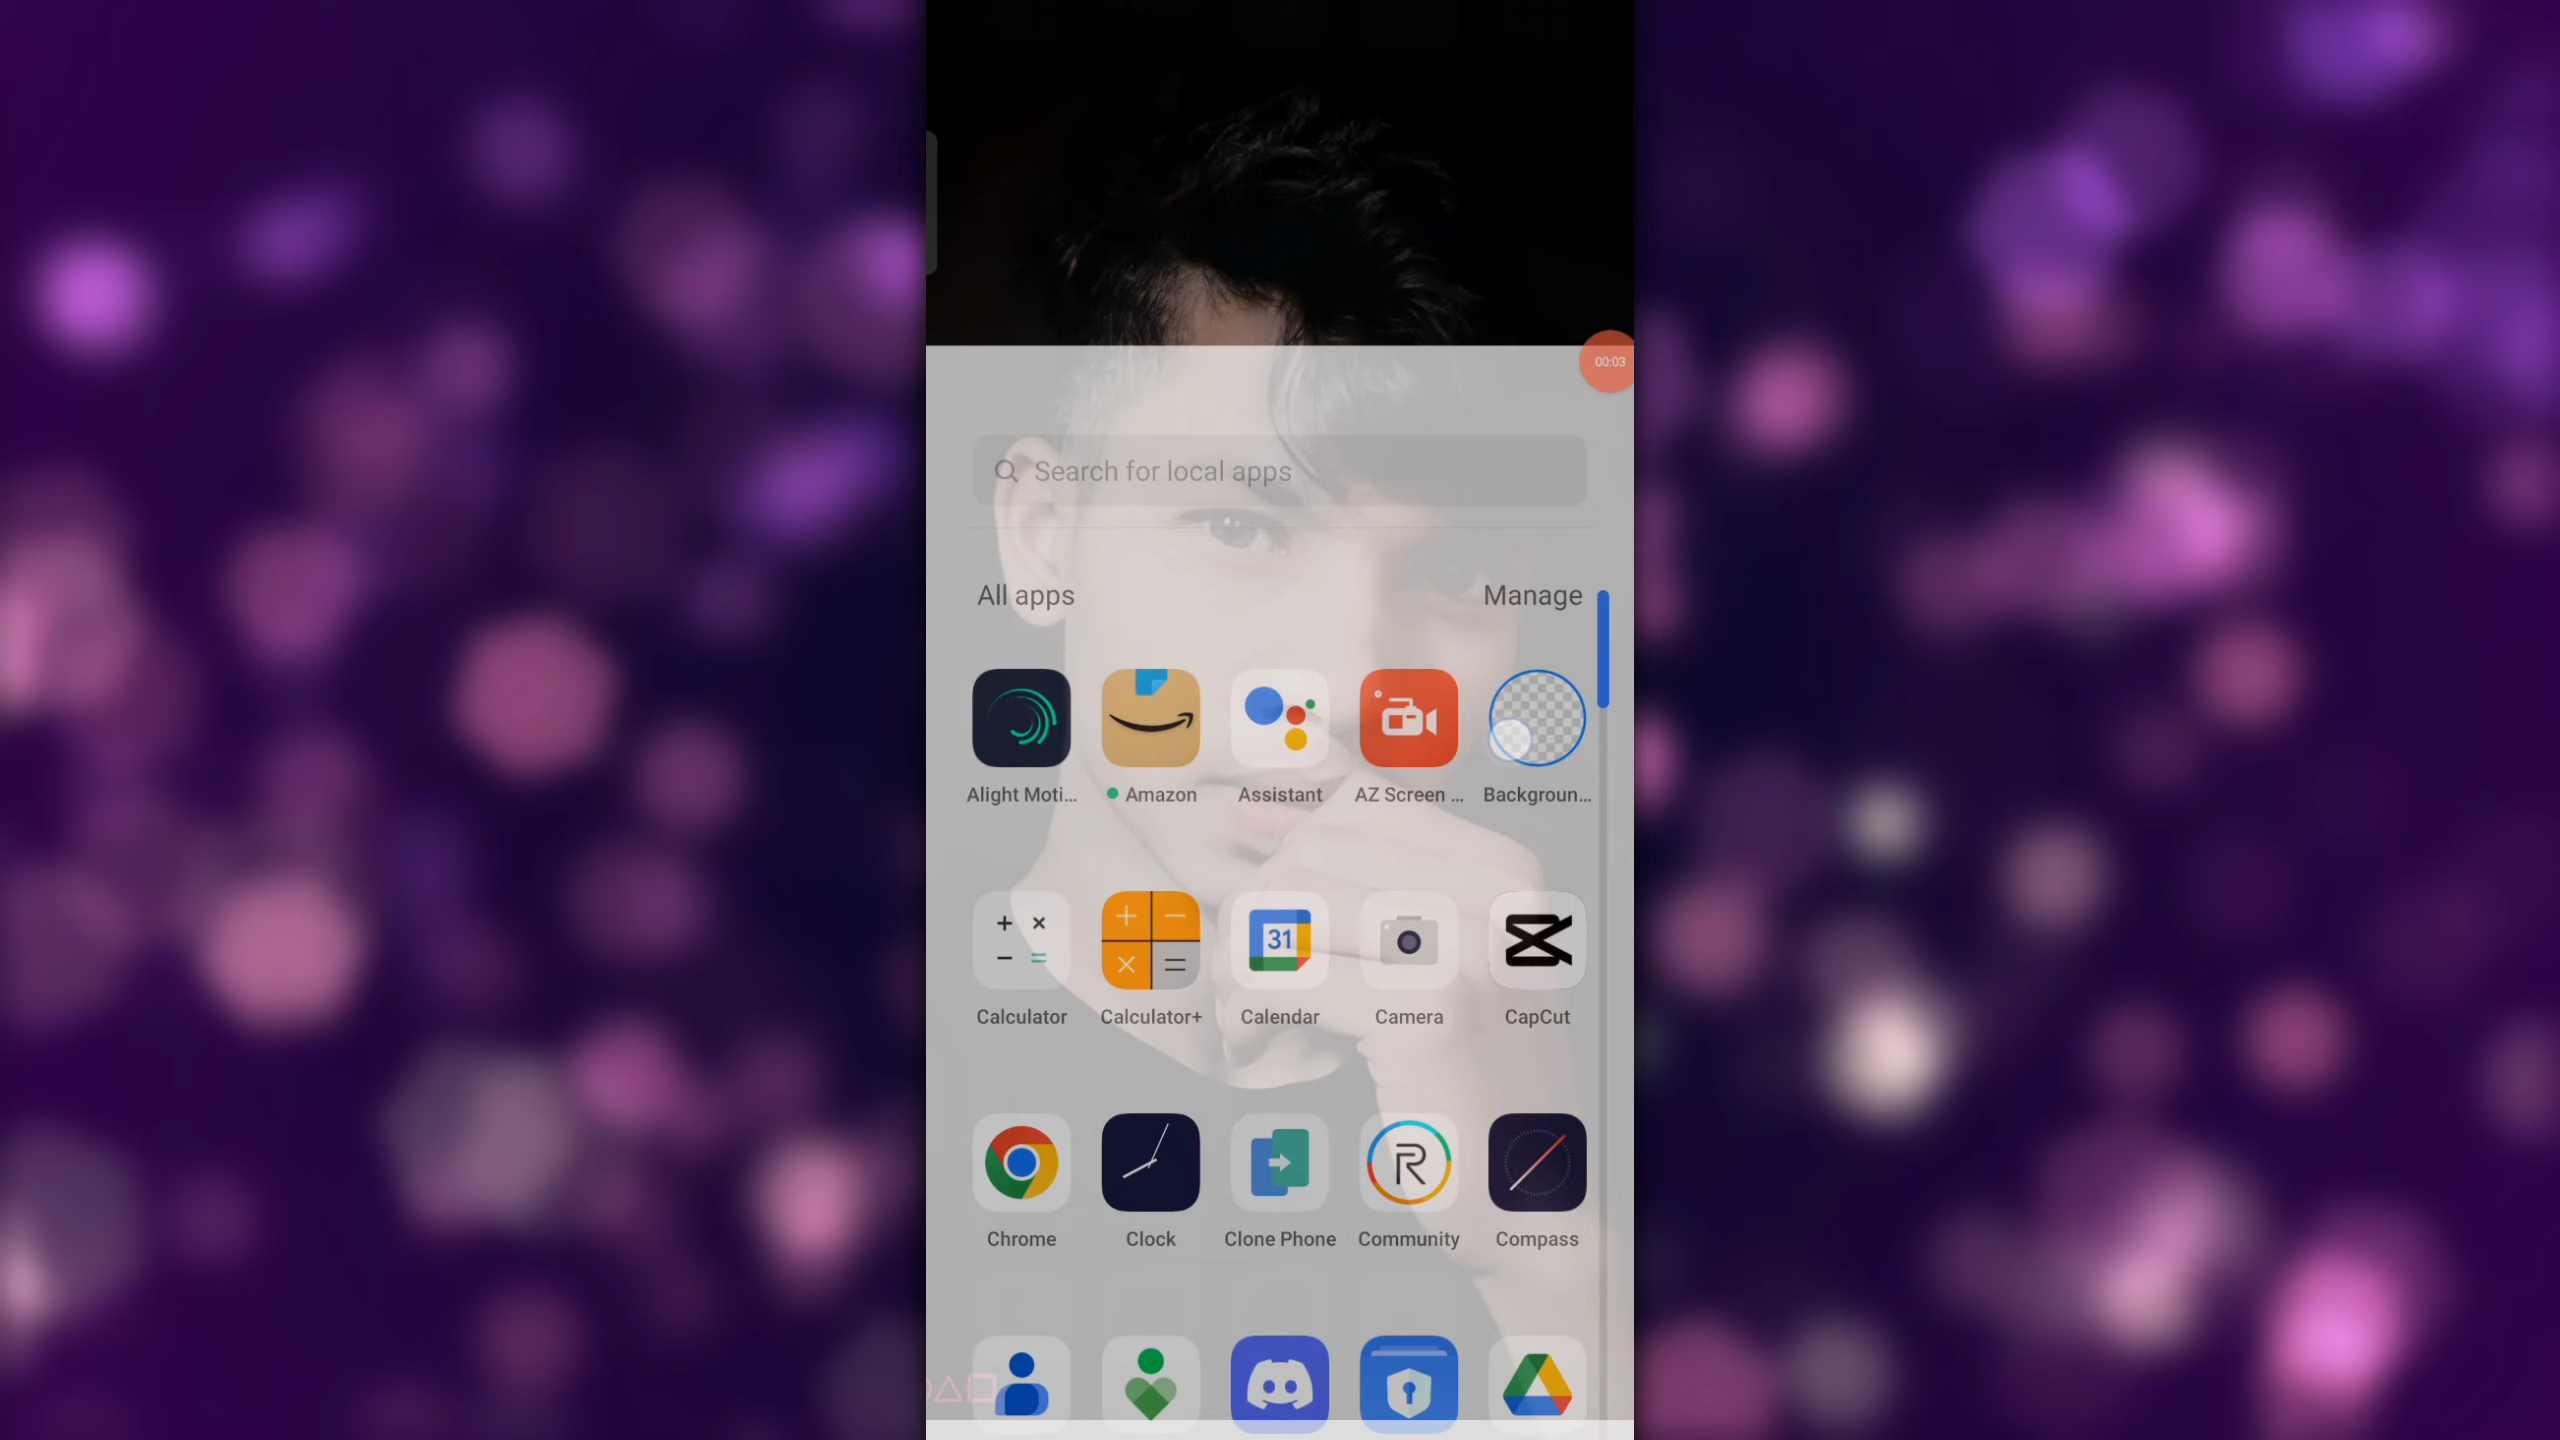 00:03
Search for local apps
All apps Manage
Alight Moti... Amazon Assistant AZ Screen ... Backgroun...
31
Calculator Calculator+ Calendar Camera CapCut
Chrome Clock Clone Phone Community Compass